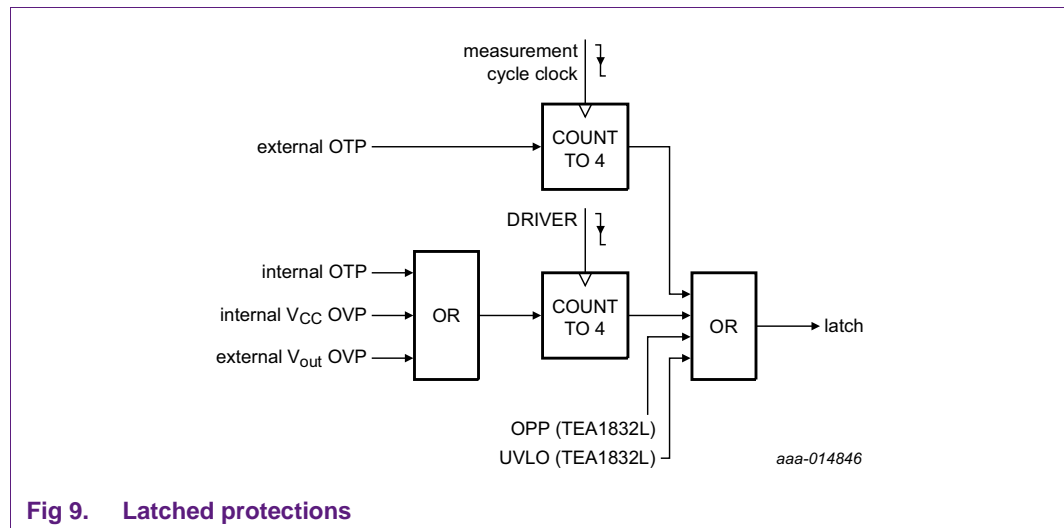 measurement
cycle clock
external OTP
COUNT
TO 4
DRIVER
internal OTP
internal VCC OVP
external Vout OVP
OR
COUNT
TO 4
OR
latch
OPP (TEA1832L)
UVLO (TEA1832L)
aaa-014846
Fig 9. Latched protections